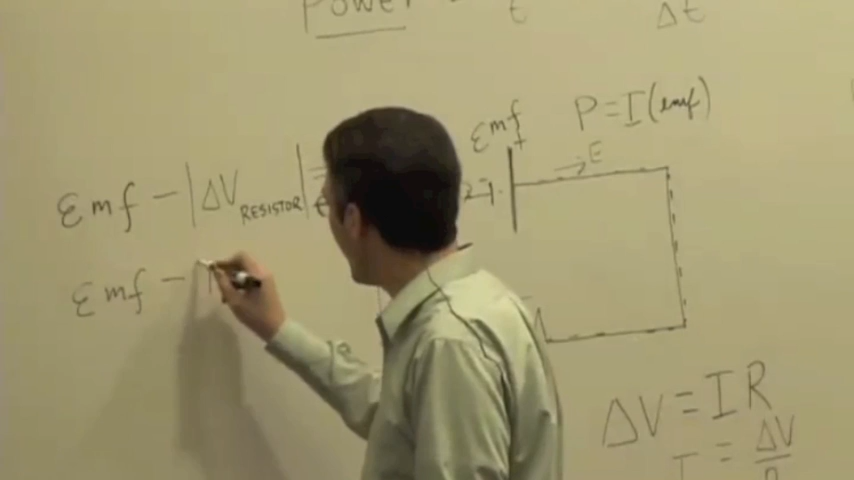 Power
t
Δt
emf
+
P = I(emf)
E
emf - |ΔV RESISTOR| =
emf -
ΔV = IR
I = ΔV
R